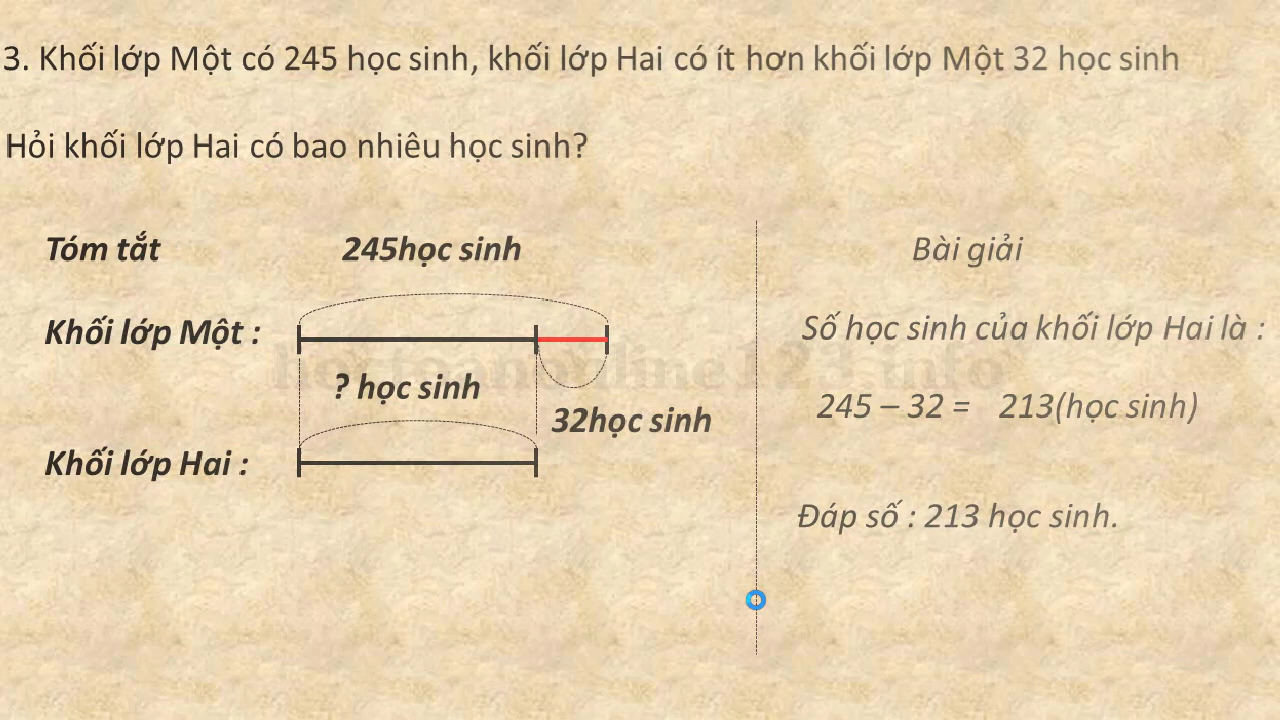 3. Khối lớp Một có 245 học sinh, khối lớp Hai có ít hơn khối lớp Một 32 học sinh
Hỏi khối lớp Hai có bao nhiêu học sinh?
Tóm tắt
245học sinh
Khối lớp Một :
? học sinh
32học sinh
Khối lớp Hai :
Bài giải
Số học sinh của khối lớp Hai là :
245 – 32 = 213(học sinh)
Đáp số : 213 học sinh.